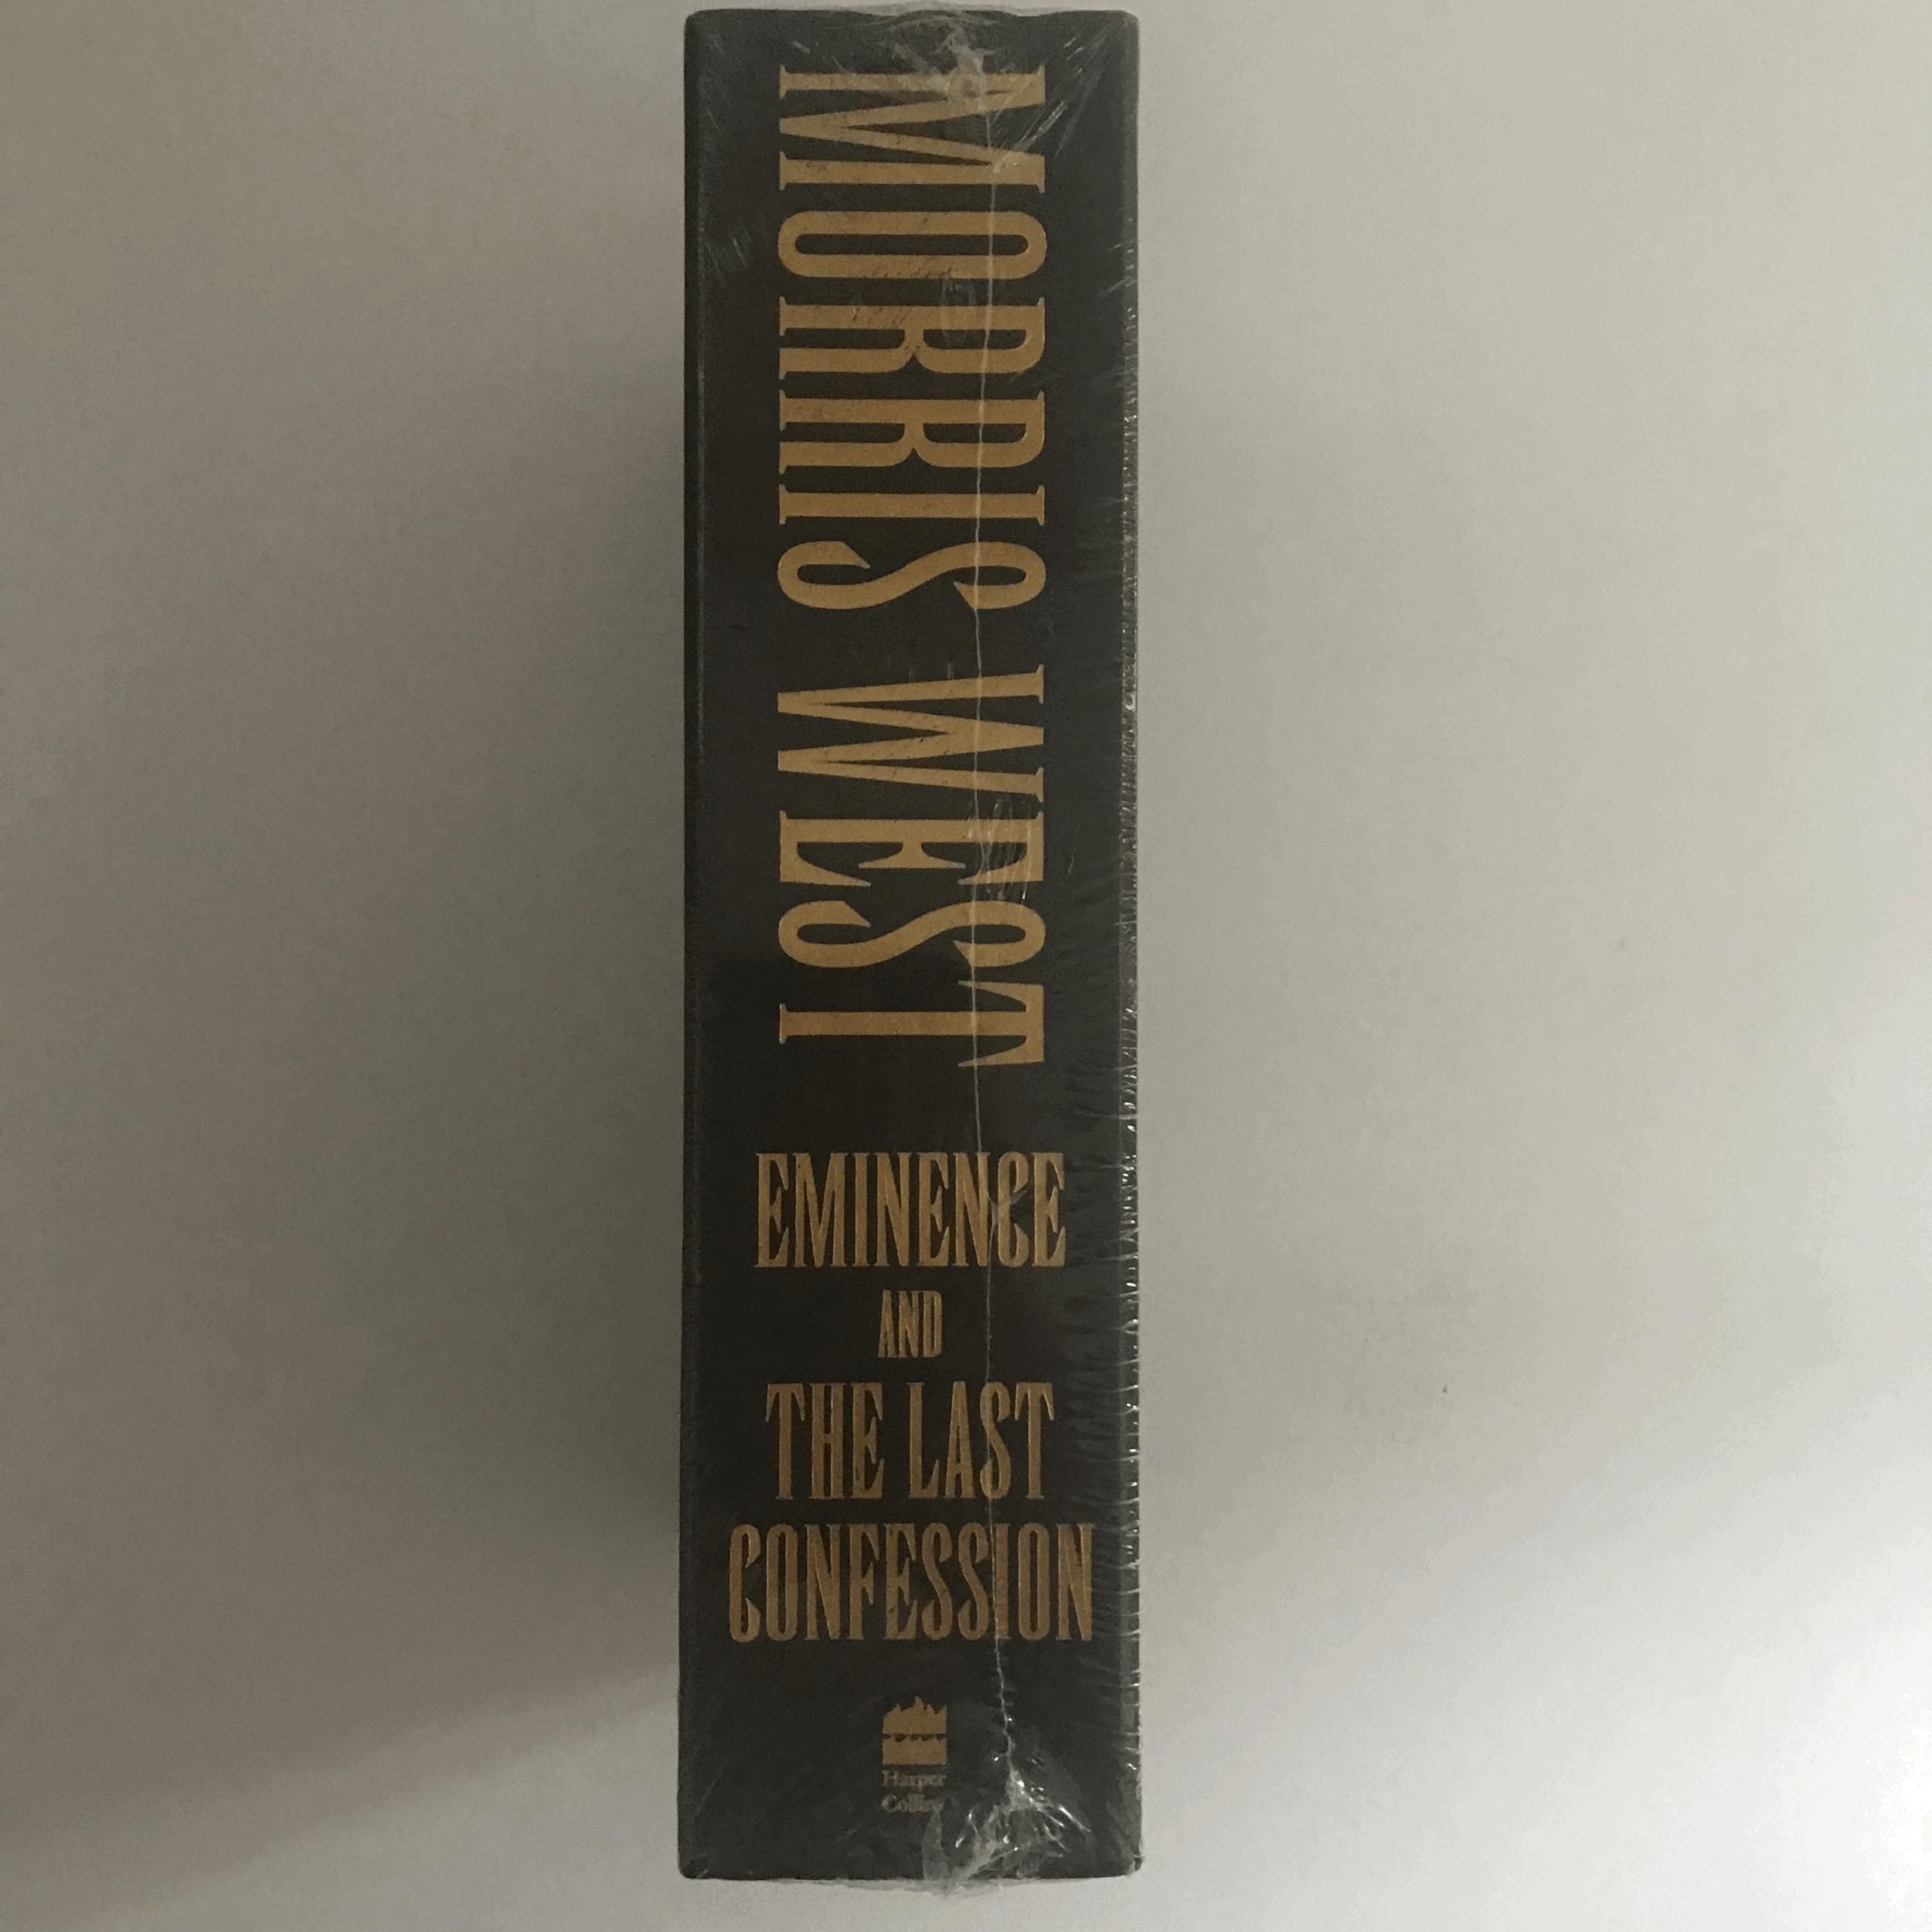 MORRIS WEST
EMINENCE
AND
THE LAST
CONFESSION
Harper
Collins